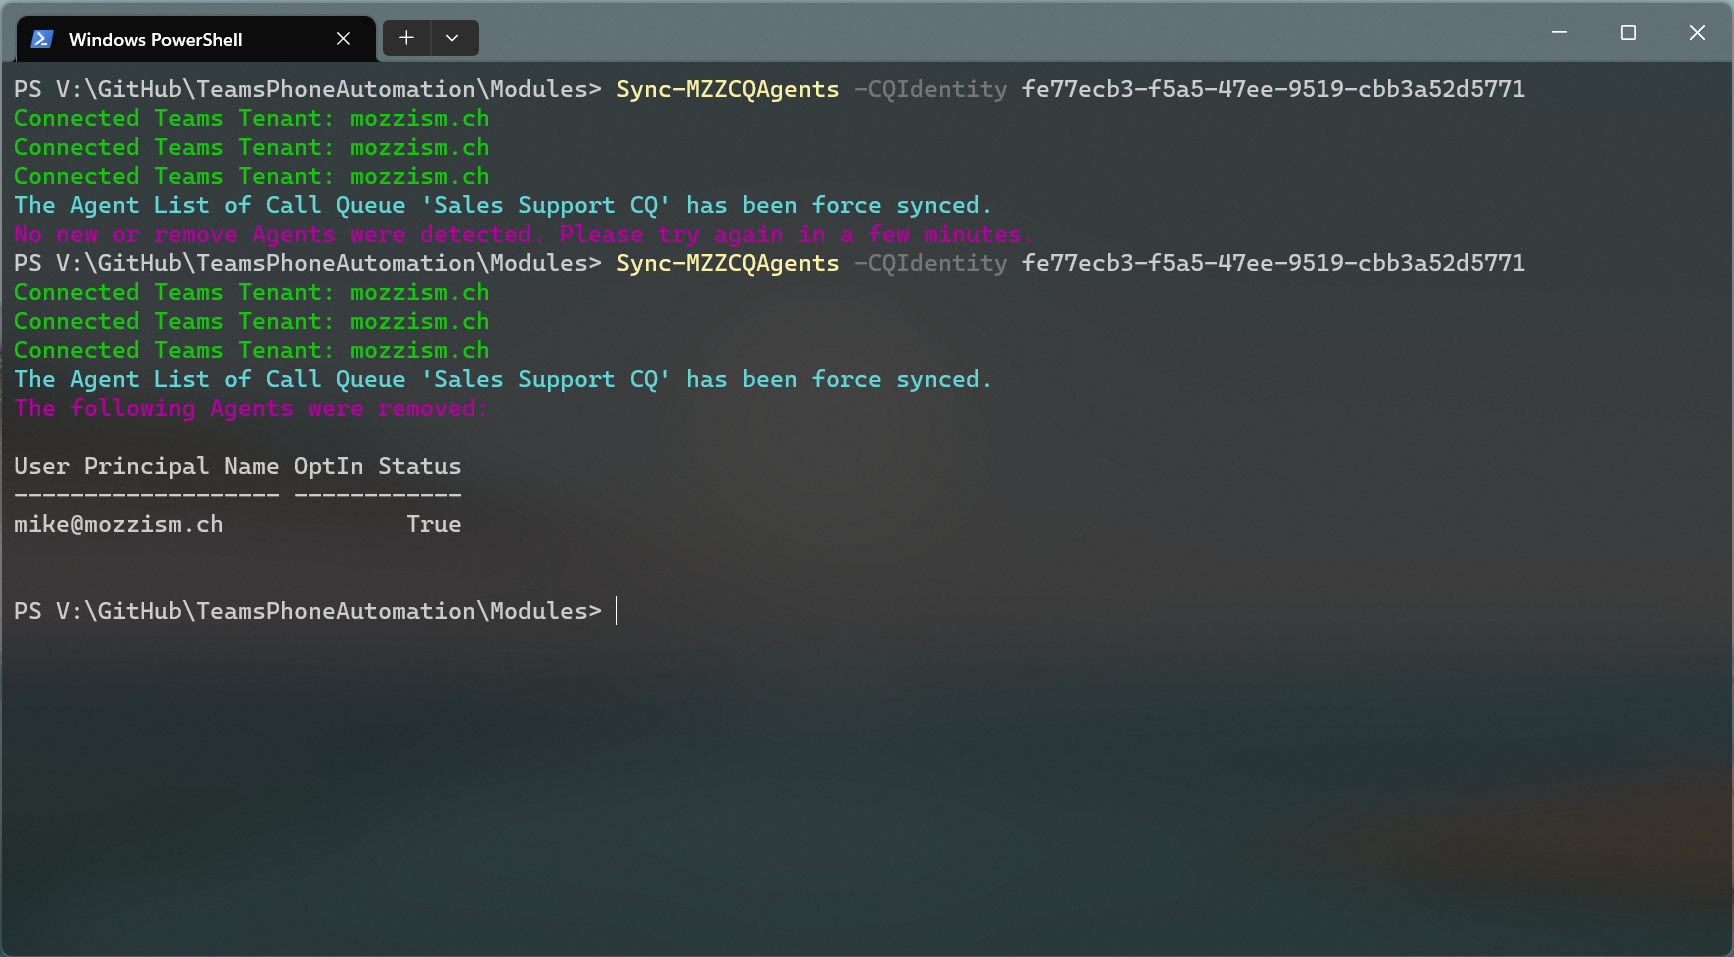 Windows PowerShell
PS V:\GitHub\TeamsPhoneAutomation\Modules> Sync-MZZCQAgents -CQIdentity fe77ecb3-f5a5-47ee-9519-cbb3a52d5771
Connected Teams Tenant: mozzism.ch
Connected Teams Tenant: mozzism.ch
Connected Teams Tenant: mozzism.ch
The Agent List of Call Queue 'Sales Support CQ' has been force synced.
No new or remove Agents were detected. Please try again in a few minutes.
PS V:\GitHub\TeamsPhoneAutomation\Modules> Sync-MZZCQAgents -CQIdentity fe77ecb3-f5a5-47ee-9519-cbb3a52d5771
Connected Teams Tenant: mozzism.ch
Connected Teams Tenant: mozzism.ch
Connected Teams Tenant: mozzism.ch
The Agent List of Call Queue 'Sales Support CQ' has been force synced.
The following Agents were removed:
User Principal Name OptIn Status
------------------- ------------
mike@mozzism.ch True
PS V:\GitHub\TeamsPhoneAutomation\Modules>